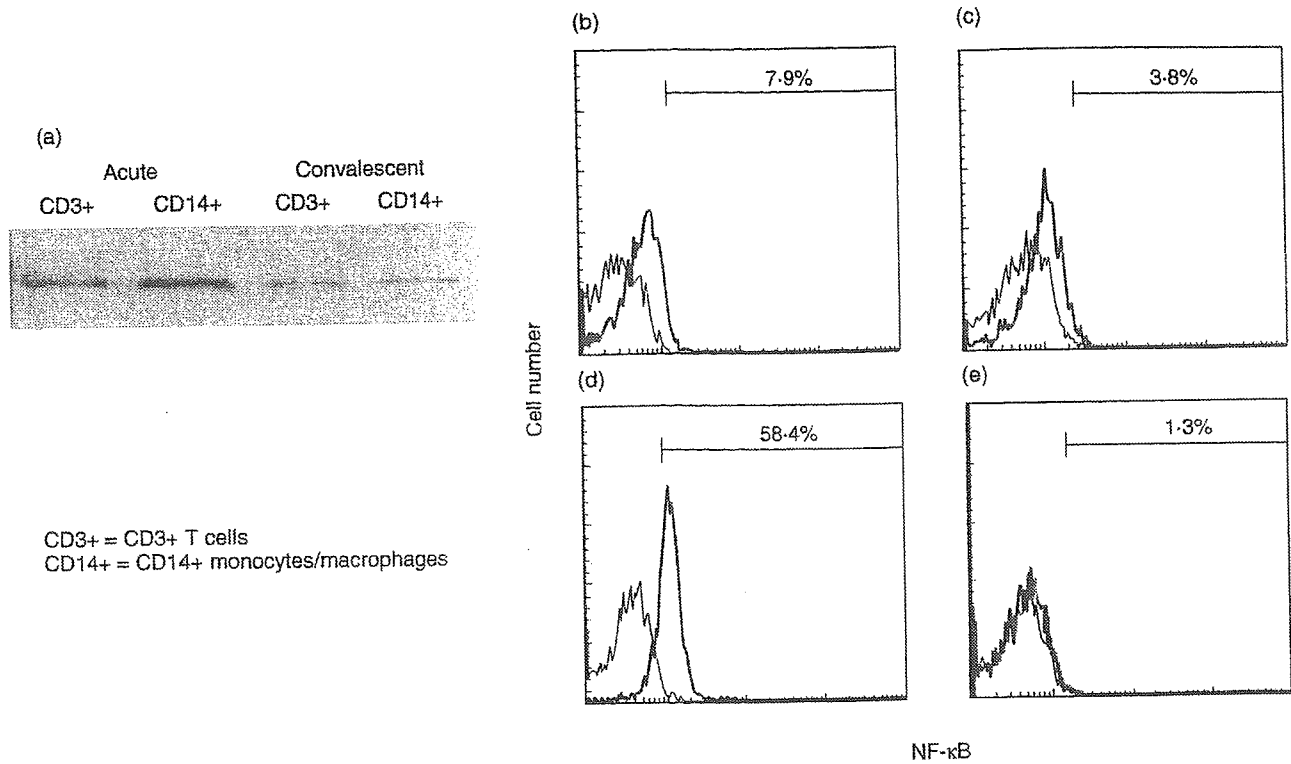 (a)
Acute Convalescent
CD3+ CD14+ CD3+ CD14+
CD3+ = CD3+ T cells
CD14+ = CD14+ monocytes/macrophages
(b)
7·9%
(c)
3·8%
(d)
58·4%
(e)
1·3%
Cell number
NF-κB